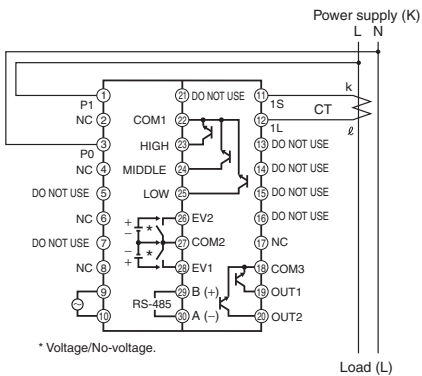 Power supply (K)
L N
1 21 DO NOT USE 11 k
P1 1S
CT
NC 2 COM1 22 12 ℓ
1L
3 HIGH 23 13 DO NOT USE
P0
NC 4 MIDDLE 24 14 DO NOT USE
DO NOT USE 5 LOW 25 15 DO NOT USE
NC 6 + − * 26 EV2 16 DO NOT USE
DO NOT USE 7 27 COM2 17 NC
NC 8 − + * 28 EV1 18 COM3
9 RS-485 29 B (+) 19 OUT1
10 30 A (−) 20 OUT2
* Voltage/No-voltage.
Load (L)